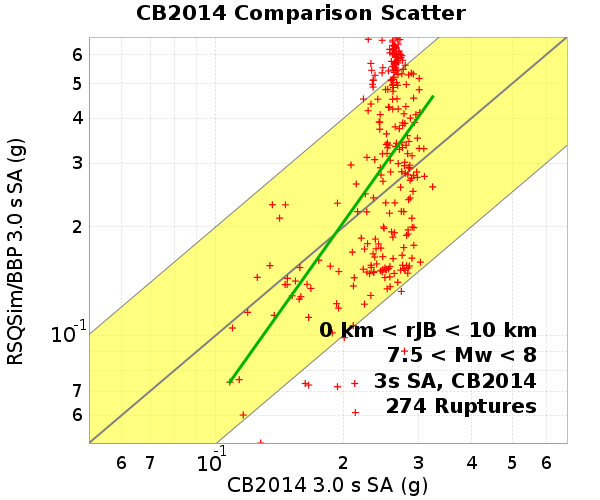 CB2014 Comparison Scatter
RSQSim/BBP 3.0 s SA (g)
6
5
4
3
2
10-1
7
6
0 km < rJB < 10 km
7.5 < Mw < 8
3s SA, CB2014
274 Ruptures
6 7 10-1 2 3 4 5 6
CB2014 3.0 s SA (g)